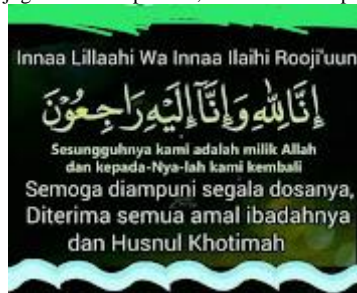 Innaa Lillaahi Wa Innaa Ilaihi Rooji'uun
إِنَّا لِلّٰهِ وَإِنَّآ إِلَيْهِ رَاجِعُوْنَ
Sesungguhnya kami adalah milik Allah
dan kepada-Nya-lah kami kembali
Semoga diampuni segala dosanya,
Diterima semua amal ibadahnya
dan Husnul Khotimah